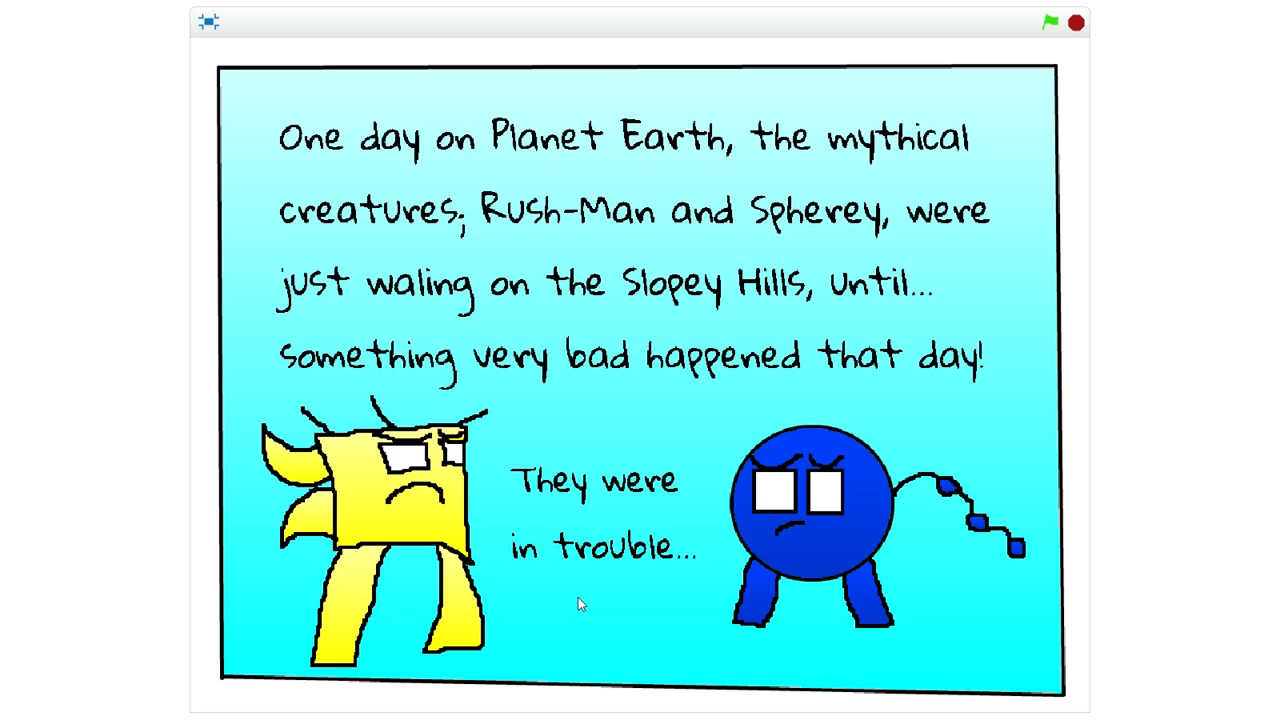 One day on Planet Earth, the mythical
creatures; Rush-Man and Spherey, were
just waling on the Slopey Hills, until...
something very bad happened that day!
They were
in trouble...